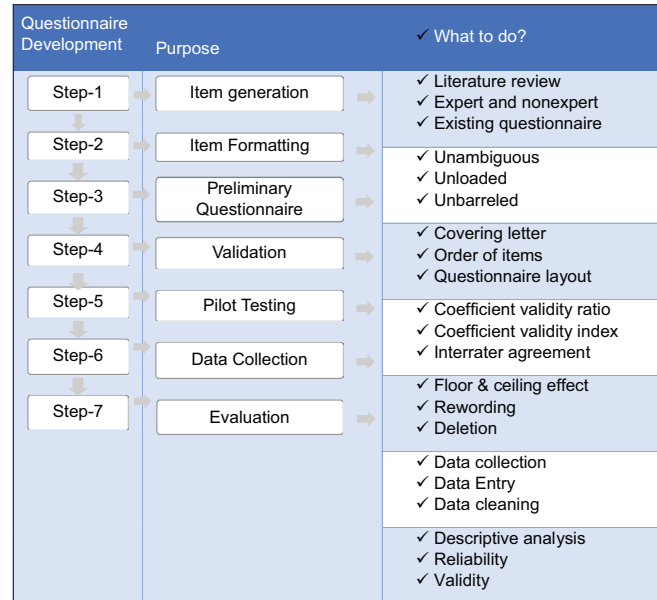 Questionnaire
Development
Purpose
✓ What to do?
Step-1
Item generation
✓ Literature review
✓ Expert and nonexpert
✓ Existing questionnaire
Step-2
Item Formatting
✓ Unambiguous
✓ Unloaded
✓ Unbarreled
Step-3
Preliminary
Questionnaire
✓ Covering letter
✓ Order of items
✓ Questionnaire layout
Step-4
Validation
✓ Coefficient validity ratio
✓ Coefficient validity index
✓ Interrater agreement
Step-5
Pilot Testing
✓ Floor & ceiling effect
✓ Rewording
✓ Deletion
Step-6
Data Collection
✓ Data collection
✓ Data Entry
✓ Data cleaning
Step-7
Evaluation
✓ Descriptive analysis
✓ Reliability
✓ Validity